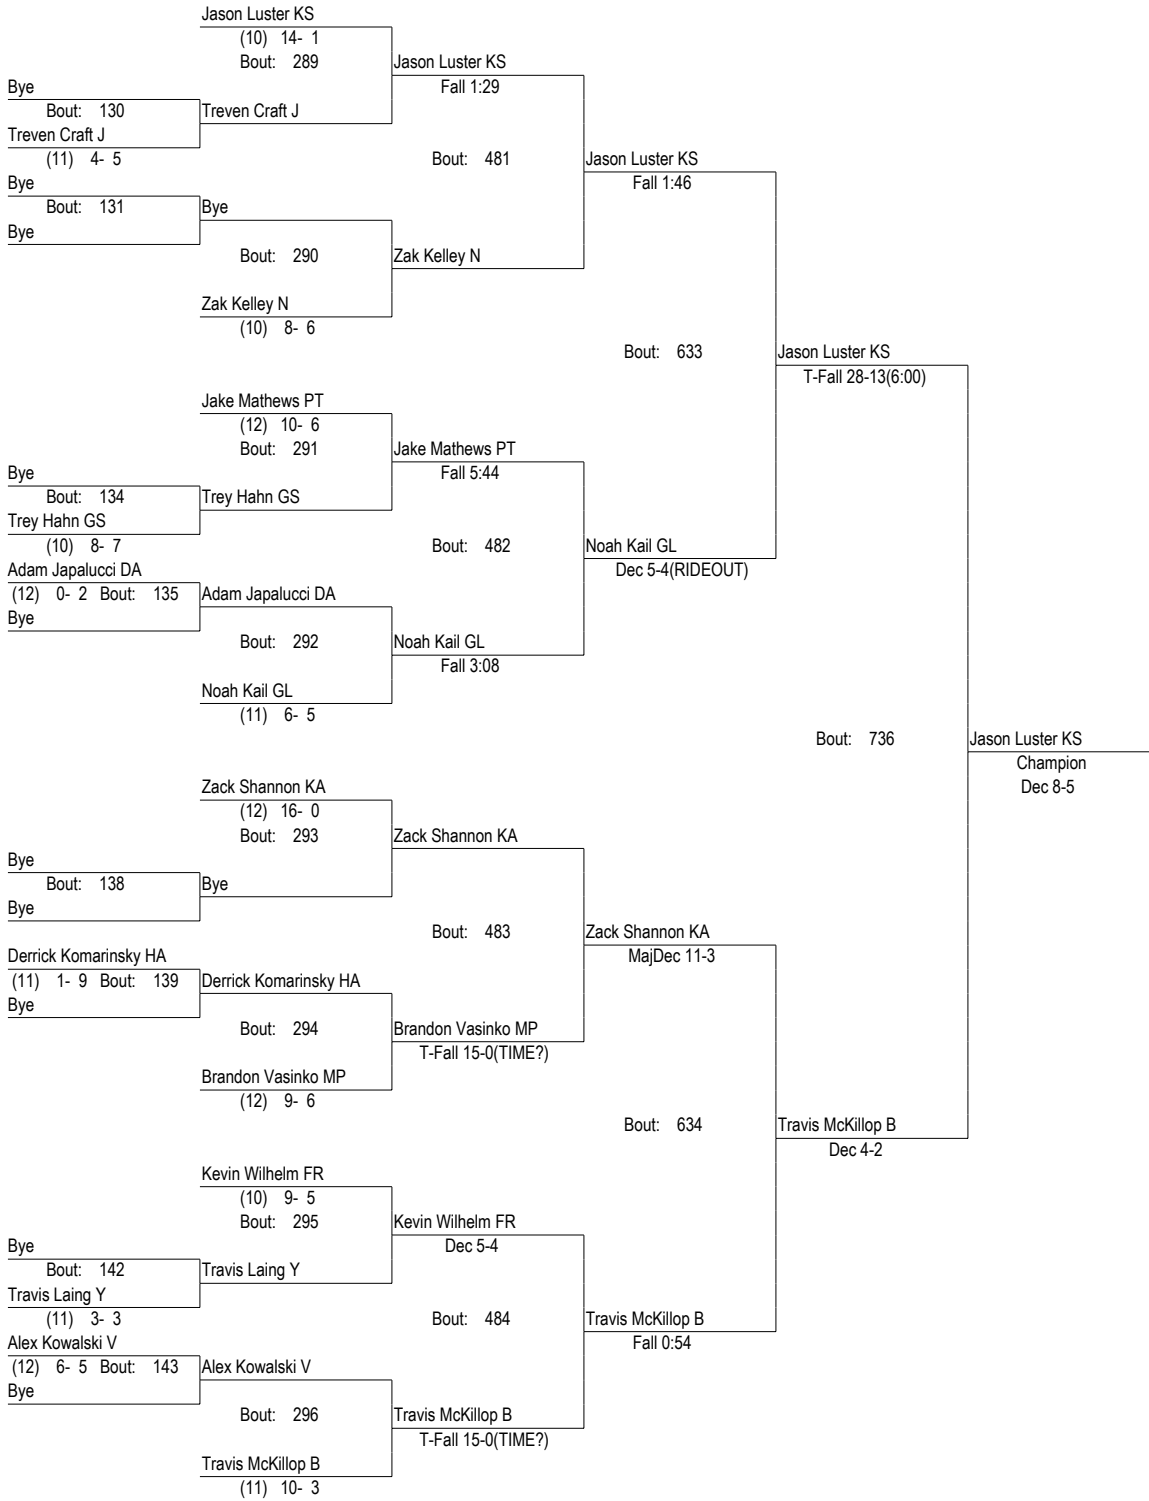 Jason Luster KS
(10) 14- 1
Bout: 289
Jason Luster KS
Fall 1:29
Bye
Bout: 130
Treven Craft J
Treven Craft J
(11) 4- 5
Bout: 481
Jason Luster KS
Fall 1:46
Bye
Bout: 131
Bye
Bye
Bout: 290
Zak Kelley N
Zak Kelley N
(10) 8- 6
Bout: 633
Jason Luster KS
T-Fall 28-13(6:00)
Jake Mathews PT
(12) 10- 6
Bout: 291
Jake Mathews PT
Fall 5:44
Bye
Bout: 134
Trey Hahn GS
Trey Hahn GS
(10) 8- 7
Bout: 482
Noah Kail GL
Dec 5-4(RIDEOUT)
Adam Japalucci DA
(12) 0- 2 Bout: 135
Adam Japalucci DA
Bye
Bout: 292
Noah Kail GL
Fall 3:08
Noah Kail GL
(11) 6- 5
Bout: 736
Jason Luster KS
Champion
Dec 8-5
Zack Shannon KA
(12) 16- 0
Bout: 293
Zack Shannon KA
Bye
Bout: 138
Bye
Bye
Bout: 483
Zack Shannon KA
MajDec 11-3
Derrick Komarinsky HA
(11) 1- 9 Bout: 139
Derrick Komarinsky HA
Bye
Bout: 294
Brandon Vasinko MP
T-Fall 15-0(TIME?)
Brandon Vasinko MP
(12) 9- 6
Bout: 634
Travis McKillop B
Dec 4-2
Kevin Wilhelm FR
(10) 9- 5
Bout: 295
Kevin Wilhelm FR
Dec 5-4
Bye
Bout: 142
Travis Laing Y
Travis Laing Y
(11) 3- 3
Bout: 484
Travis McKillop B
Fall 0:54
Alex Kowalski V
(12) 6- 5 Bout: 143
Alex Kowalski V
Bye
Bout: 296
Travis McKillop B
T-Fall 15-0(TIME?)
Travis McKillop B
(11) 10- 3